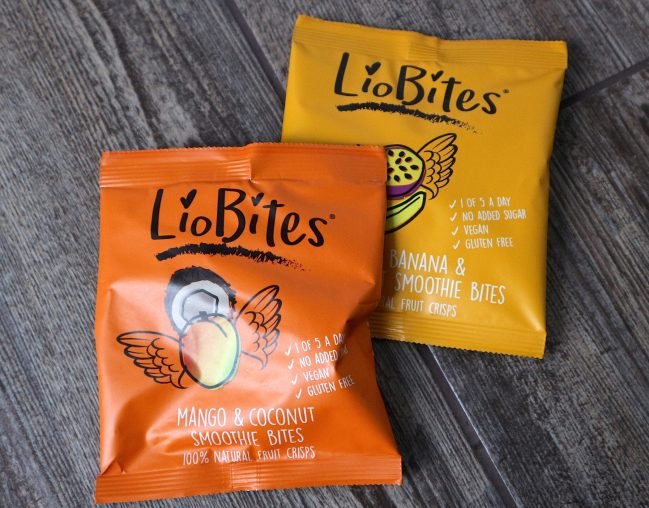 LioBites®
✓ 1 OF 5 A DAY
✓ NO ADDED SUGAR
✓ VEGAN
✓ GLUTEN FREE
BANANA &
SMOOTHIE BITES
FRUIT CRISPS
LioBites®
✓ 1 OF 5 A DAY
✓ NO ADDED
✓ VEGAN
✓ GLUTEN FREE
MANGO & COCONUT
SMOOTHIE BITES
100% NATURAL FRUIT CRISPS